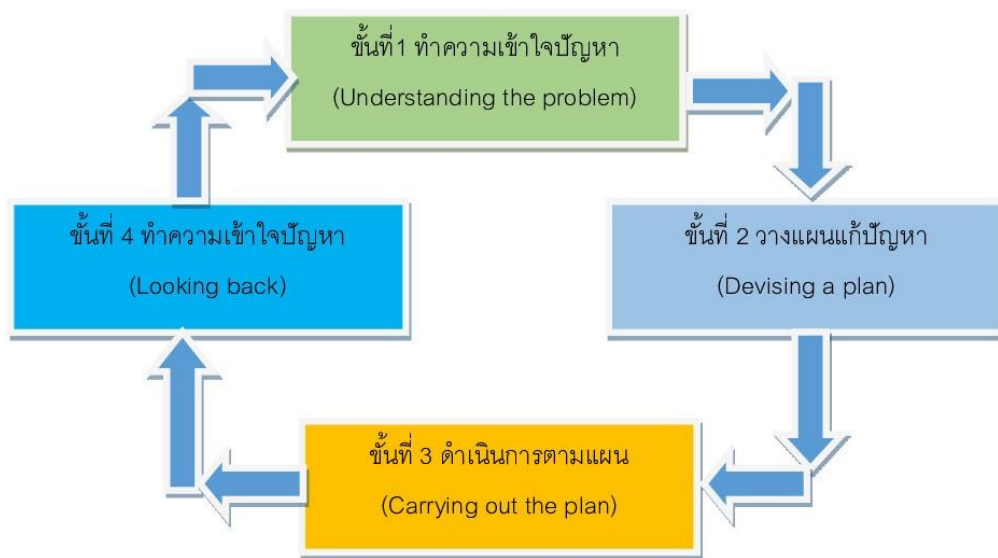 ขั้นที่1 ทำความเข้าใจปัญหา
(Understanding the problem)
ขั้นที่ 2 วางแผนแก้ปัญหา
(Devising a plan)
ขั้นที่ 3 ดำเนินการตามแผน
(Carrying out the plan)
ขั้นที่ 4 ทำความเข้าใจปัญหา
(Looking back)